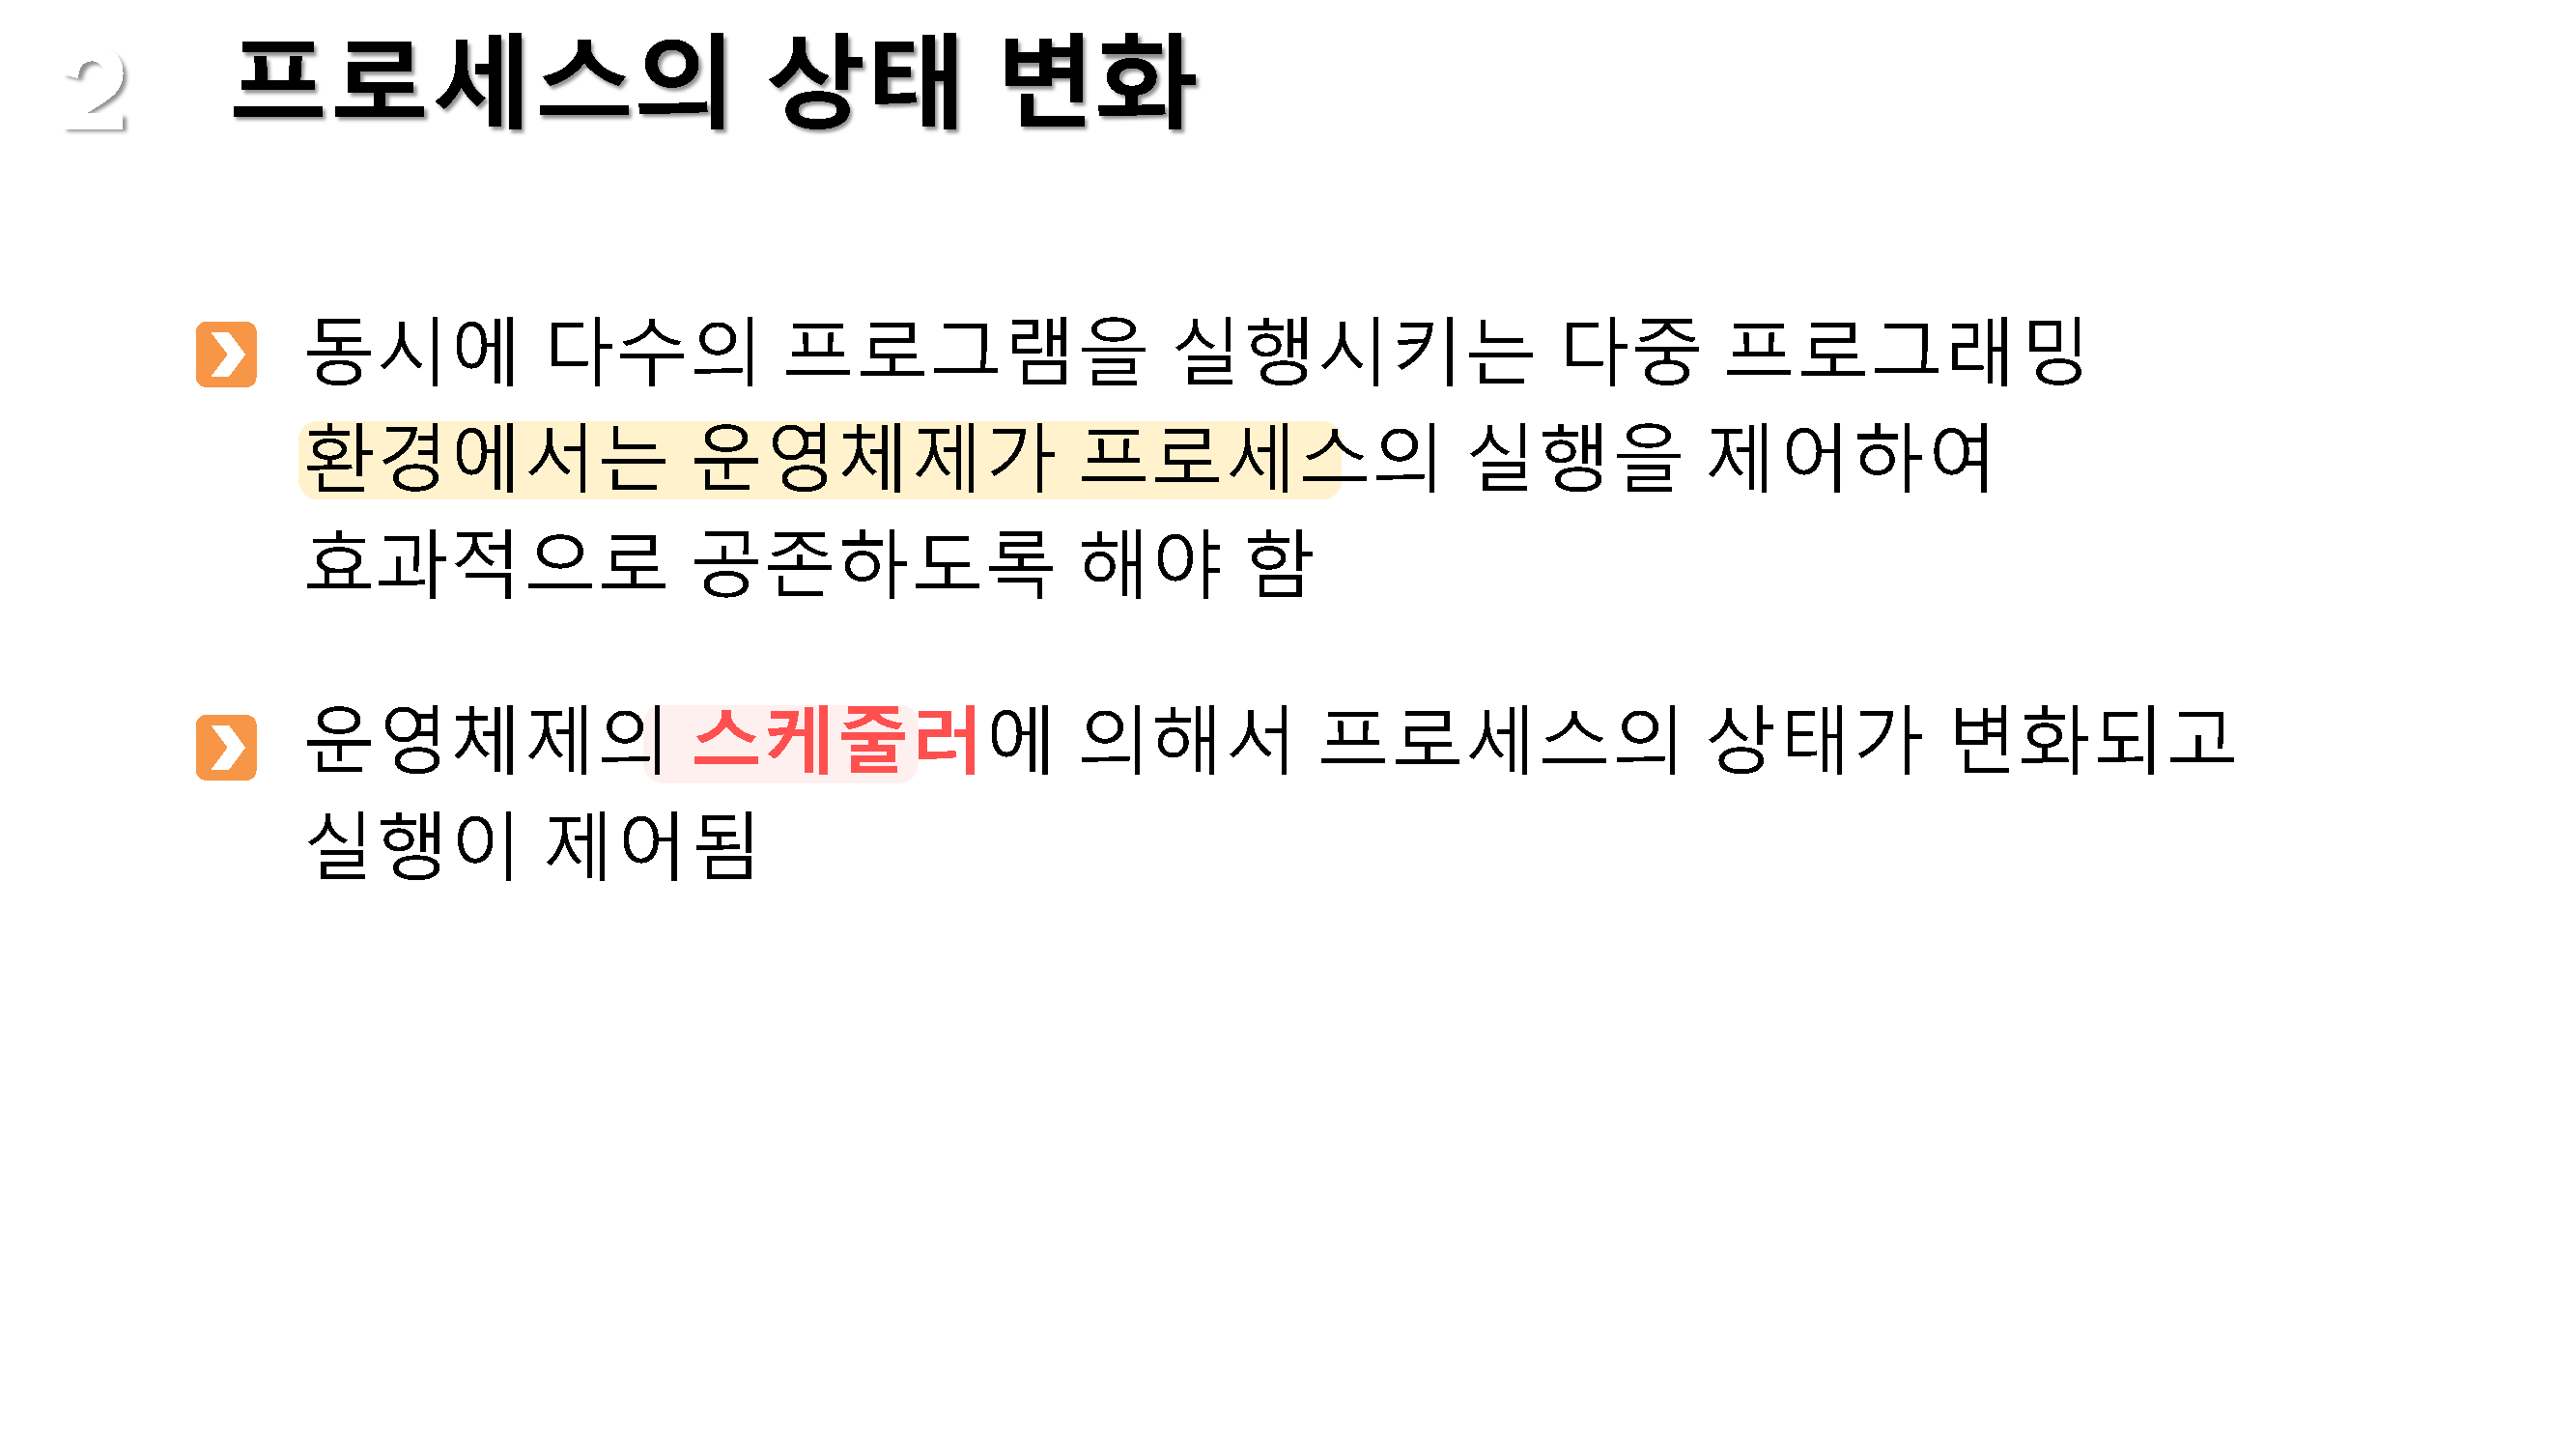 2 프로세스의 상태 변화
동시에 다수의 프로그램을 실행시키는 다중 프로그래밍
환경에서는 운영체제가 프로세스의 실행을 제어하여
효과적으로 공존하도록 해야 함
운영체제의 스케줄러에 의해서 프로세스의 상태가 변화되고
실행이 제어됨